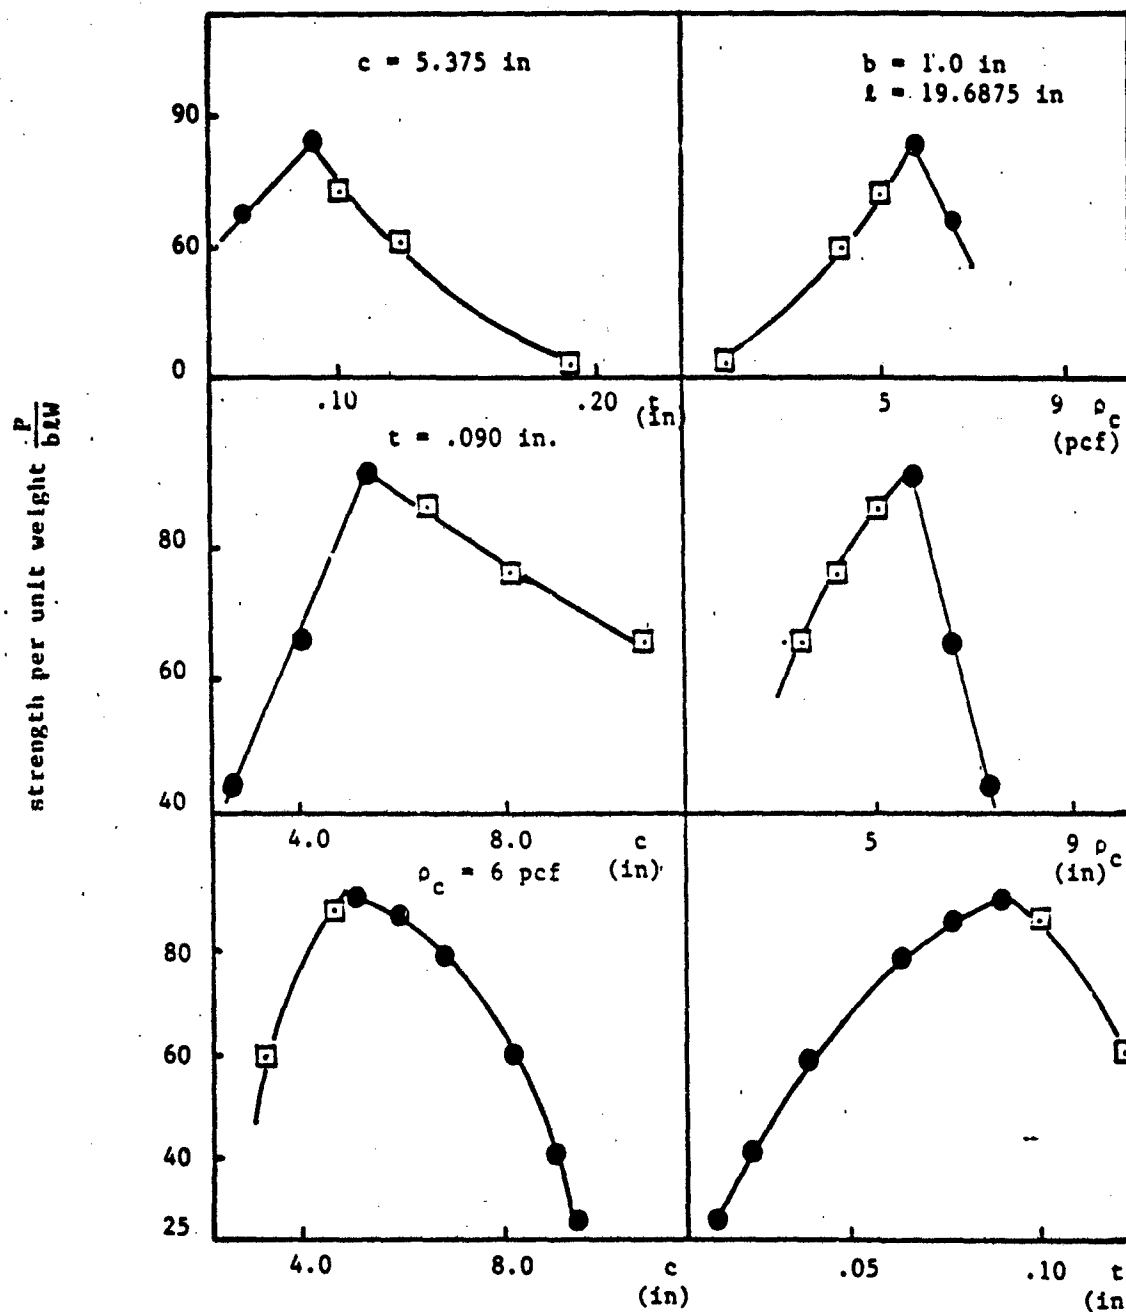 c = 5.375 in
b = 1.0 in
ℓ = 19.6875 in
90
60
0
.10
.20
t
(in)
5
9
ρc
(pcf)
strength per unit weight P/bℓW
t = .090 in.
80
60
40
4.0
8.0
c
(in)
5
9
ρc
(in)
ρc = 6 pcf
80
60
40
25
4.0
8.0
c
(in)
.05
.10
t
(in